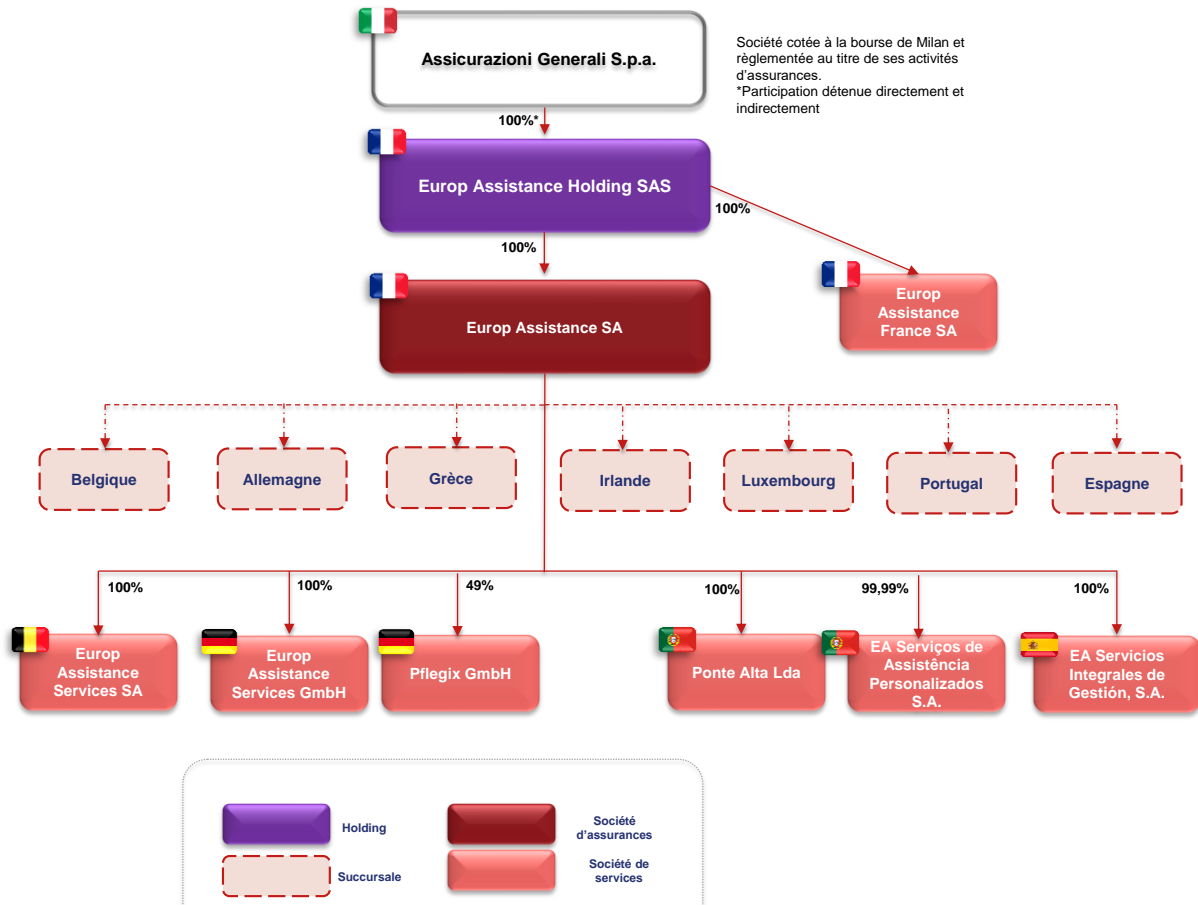 Assicurazioni Generali S.p.a.
Société cotée à la bourse de Milan et
règlementée au titre de ses activités
d'assurances.
*Participation détenue directement et
indirectement
100%*
Europ Assistance Holding SAS
100%
100%
Europ Assistance SA
Europ
Assistance
France SA
Belgique
Allemagne
Grèce
Irlande
Luxembourg
Portugal
Espagne
100%
100%
49%
100%
99,99%
100%
Europ
Assistance
Services SA
Europ
Assistance
Services GmbH
Pflegix GmbH
Ponte Alta Lda
EA Serviços de
Assistência
Personalizados
S.A.
EA Servicios
Integrales de
Gestión, S.A.
Holding
Société
d'assurances
Succursale
Société de
services